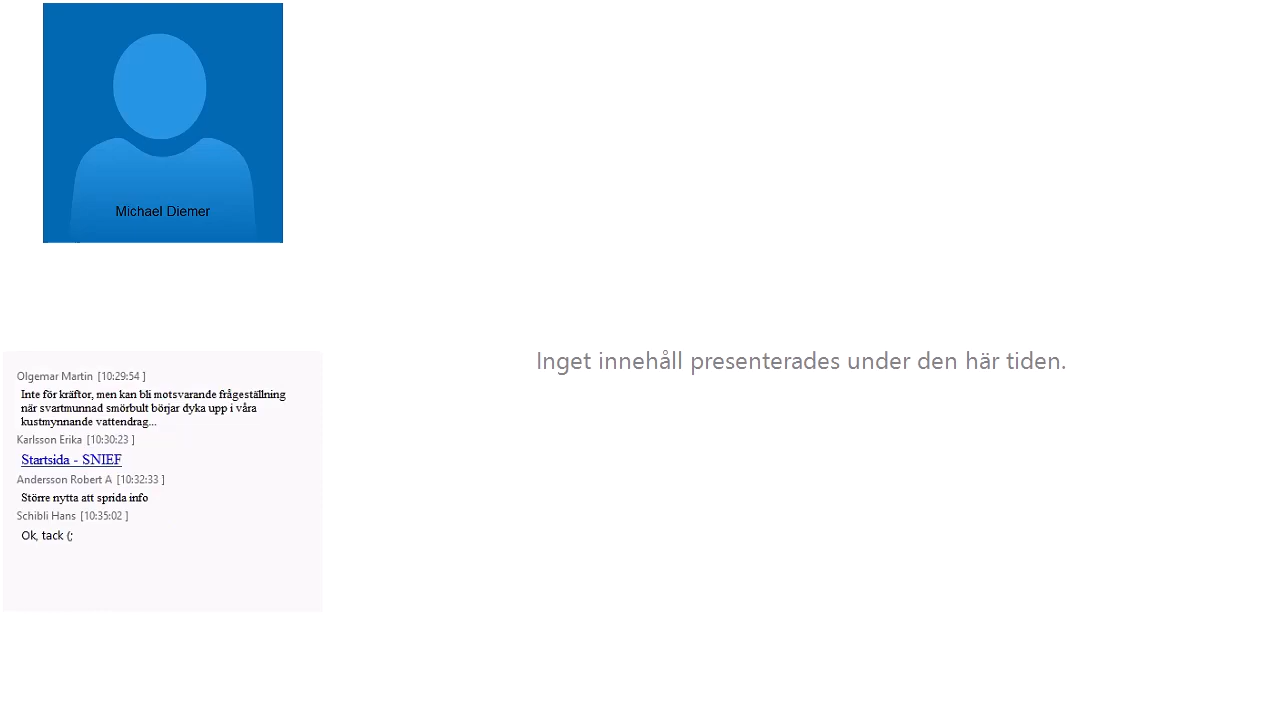 Michael Diemer
Inget innehåll presenterades under den här tiden.
Olgemar Martin [10:29:54 ]
Inte för kräftor, men kan bli motsvarande frågeställning
när svartmunnad smörbult börjar dyka upp i våra
kustmynnande vattendrag...
Karlsson Erika [10:30:23 ]
Startsida - SNIEF
Andersson Robert A [10:32:33 ]
Större nytta att sprida info
Schibli Hans [10:35:02 ]
Ok, tack (;